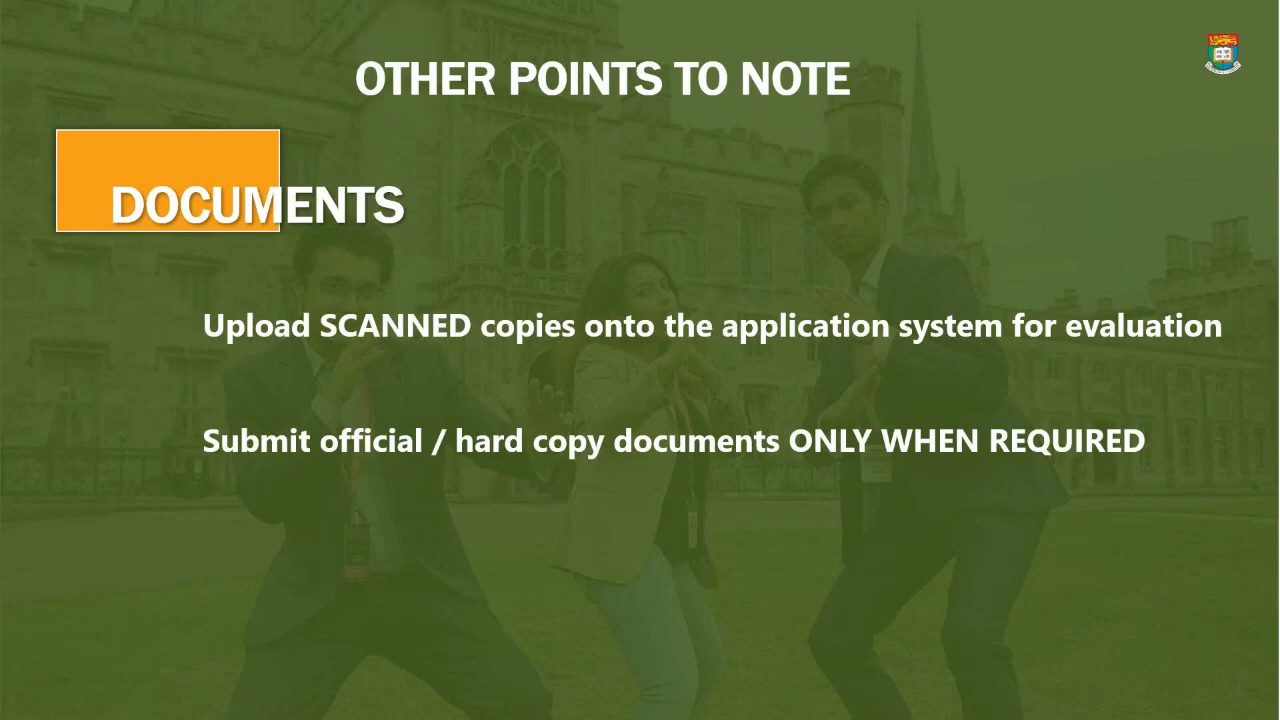 OTHER POINTS TO NOTE
DOCUMENTS
Upload SCANNED copies onto the application system for evaluation
Submit official / hard copy documents ONLY WHEN REQUIRED